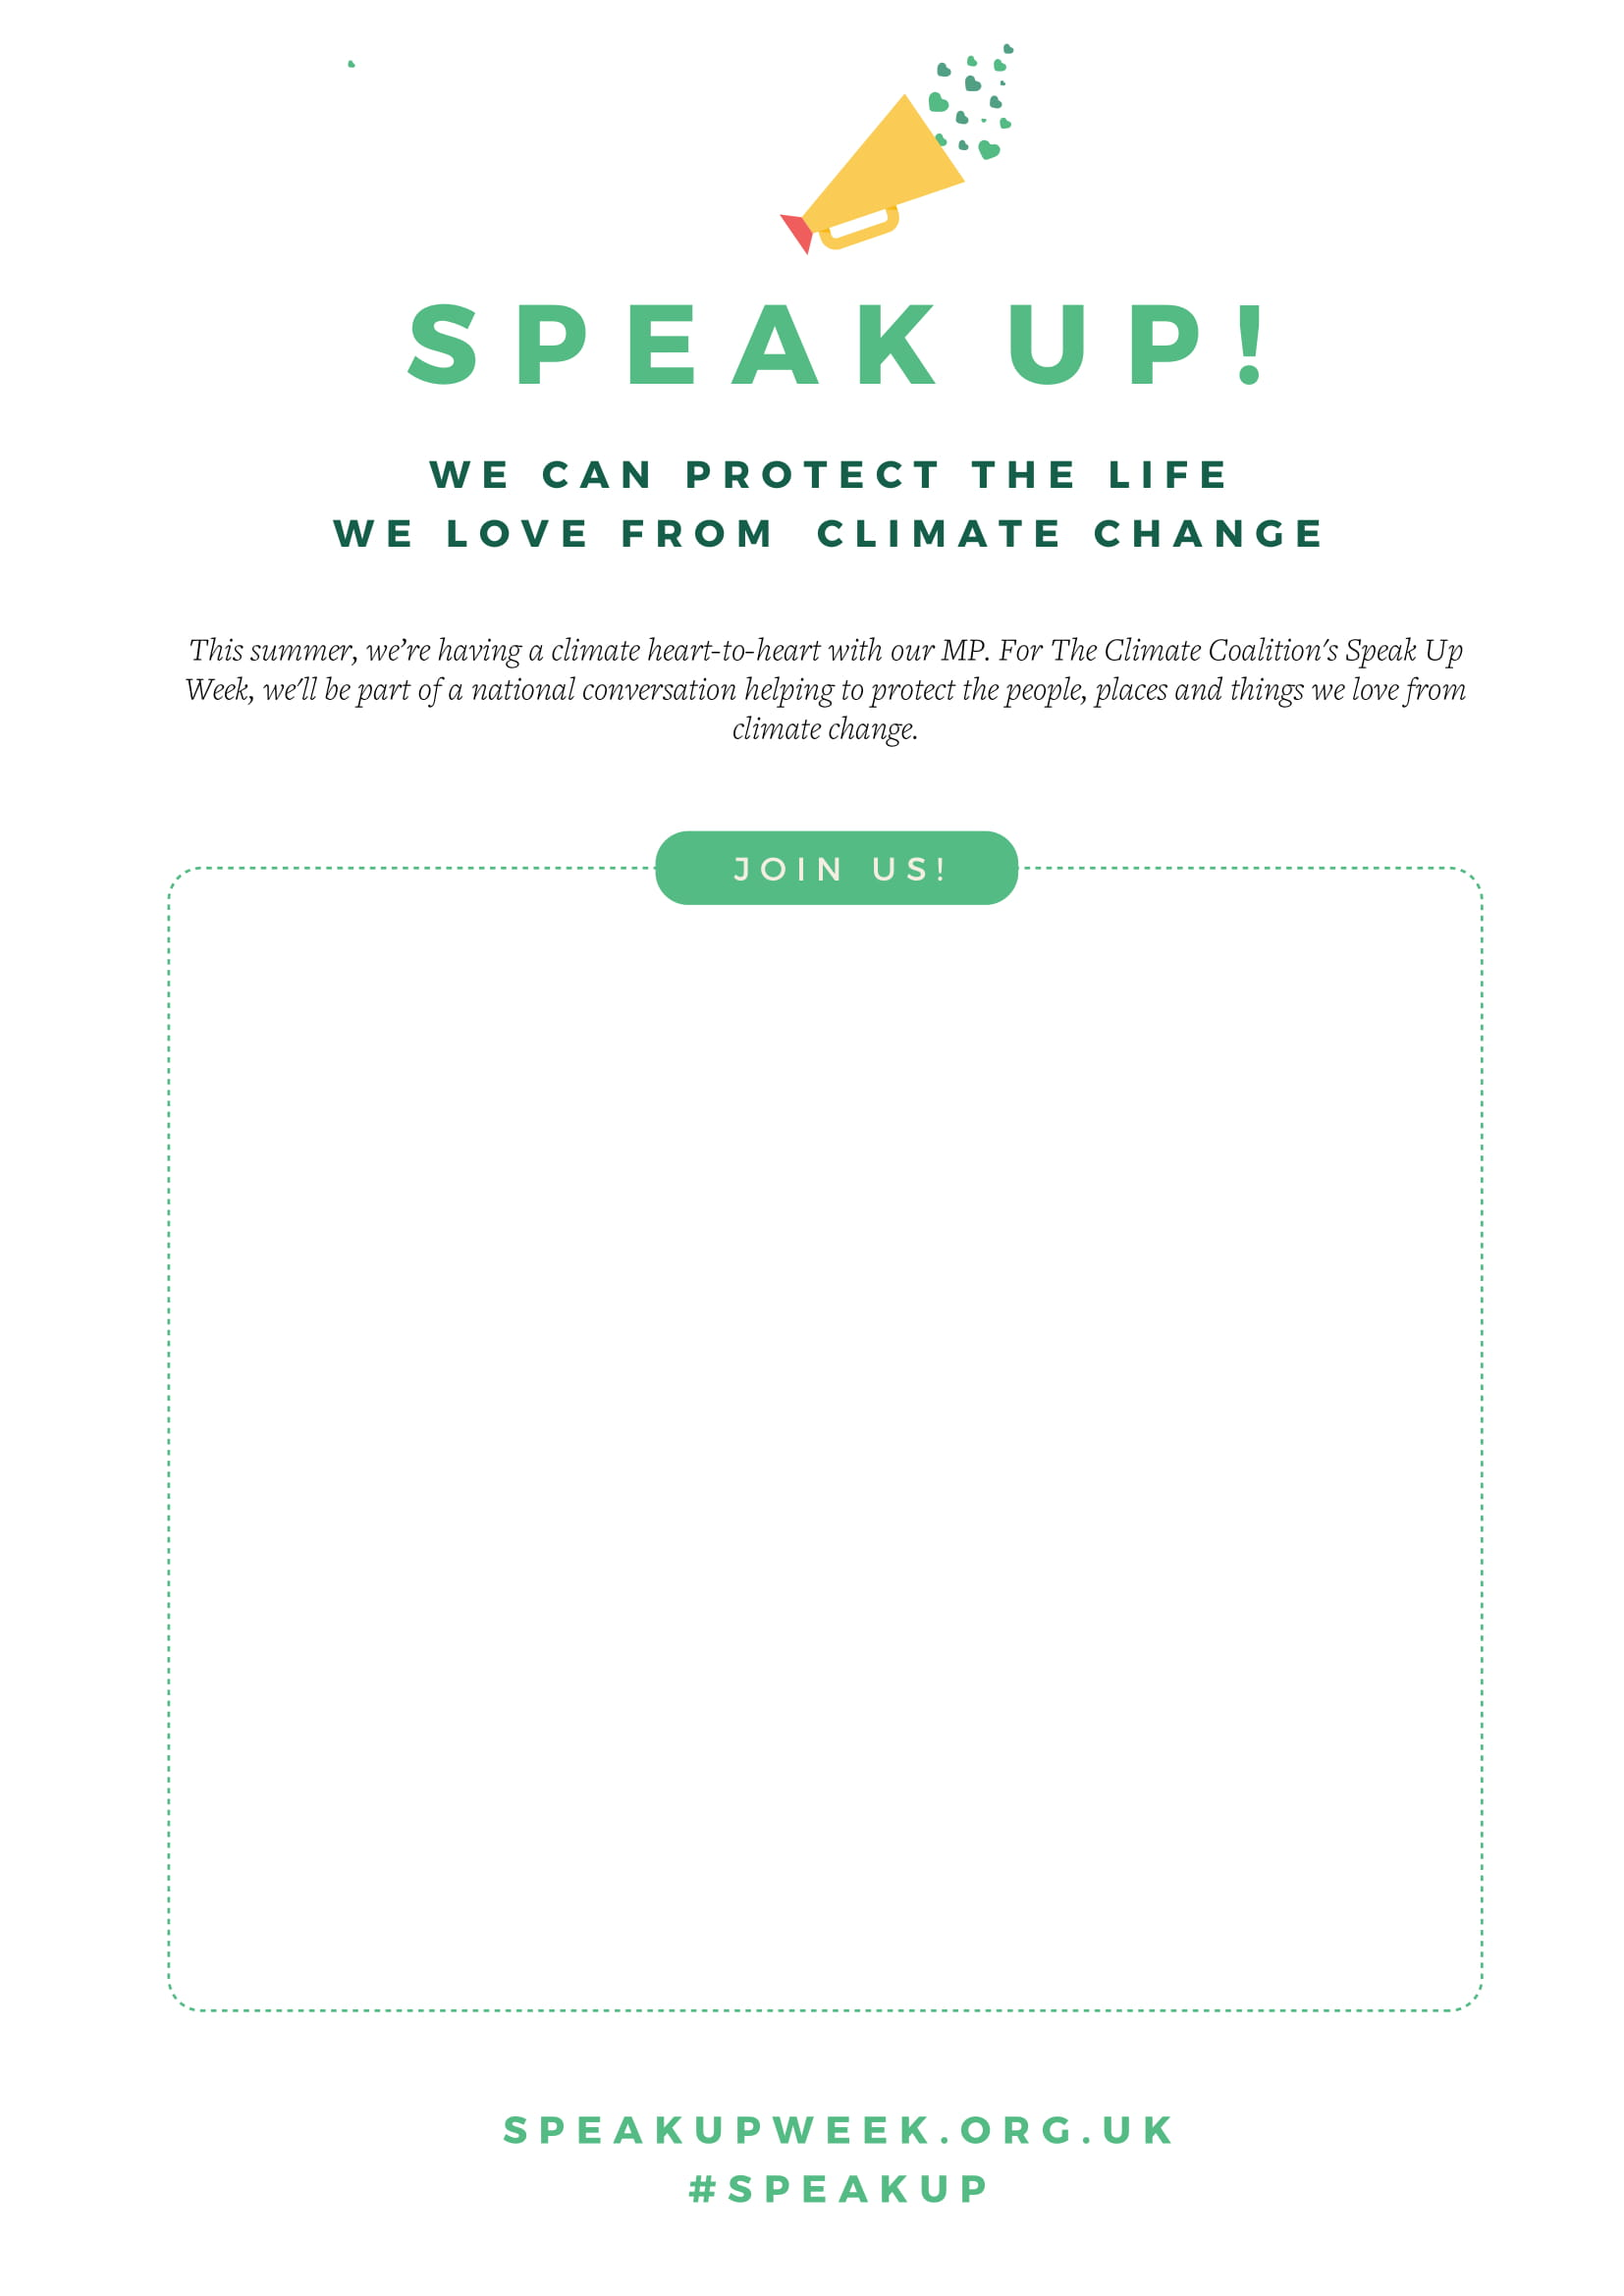 SPEAK UP!
WE CAN PROTECT THE LIFE
WE LOVE FROM CLIMATE CHANGE
This summer, we’re having a climate heart-to-heart with our MP. For The Climate Coalition's Speak Up
Week, we'll be part of a national conversation helping to protect the people, places and things we love from
climate change.
JOIN US!
SPEAKUPWEEK.ORG.UK
#SPEAKUP